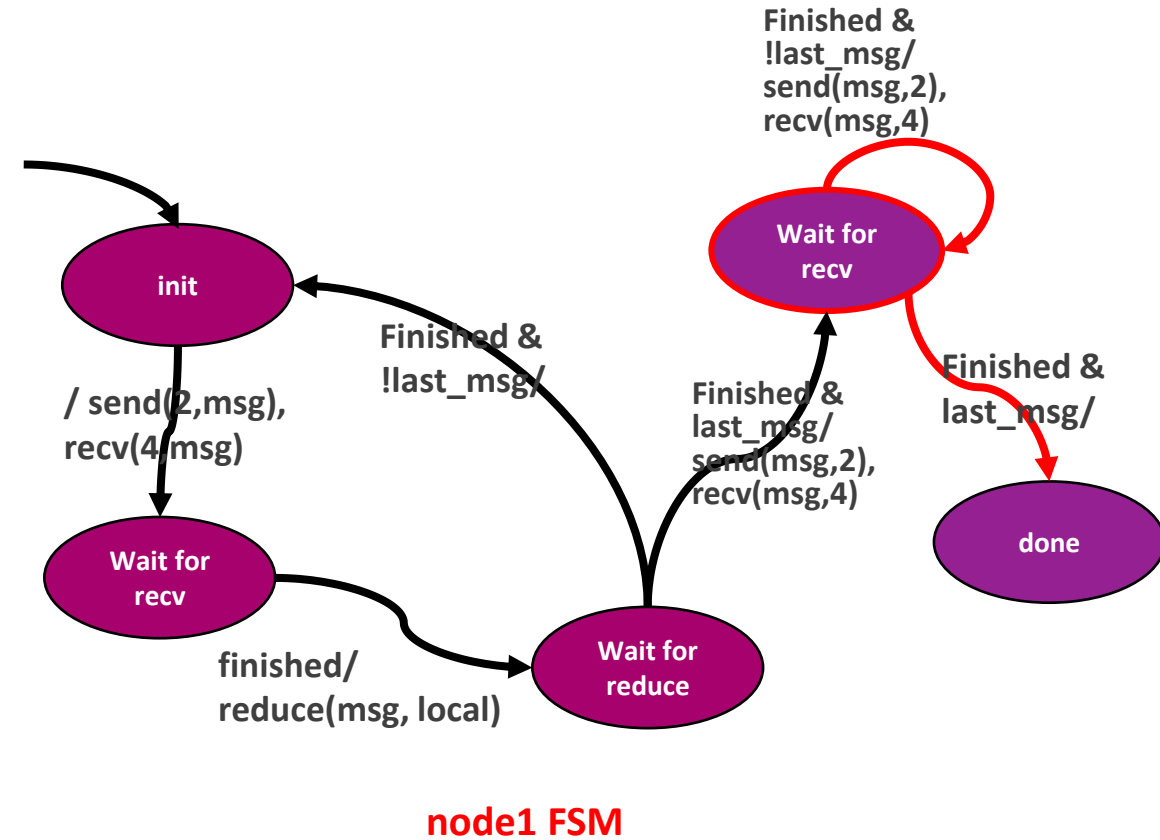 Finished &
!last_msg/
send(msg,2),
recv(msg,4)
Wait for
recv
init
Finished &
!last_msg/
Finished &
last_msg/
/ send(2,msg),
recv(4,msg)
Finished &
last_msg/
send(msg,2),
recv(msg,4)
done
Wait for
recv
finished/
reduce(msg, local)
Wait for
reduce
node1 FSM